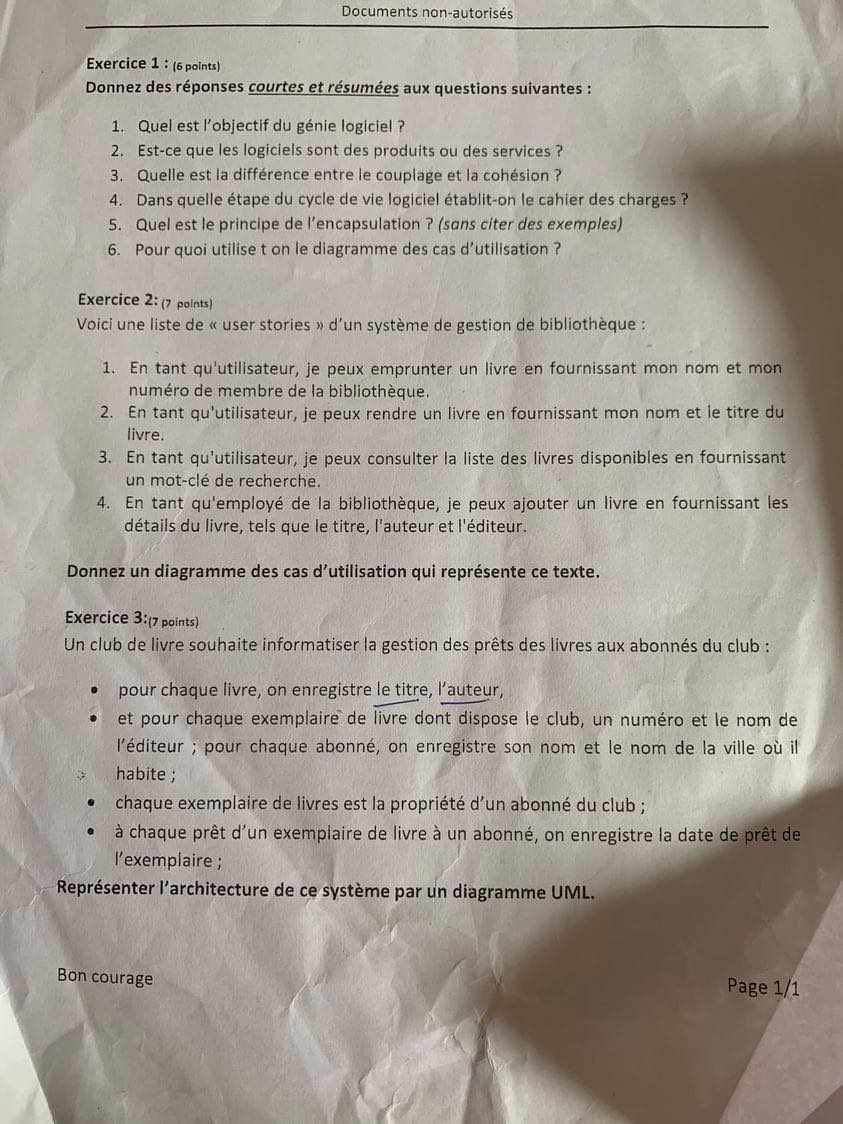 Documents non-autorisés
Exercice 1 : (6 points)
Donnez des réponses courtes et résumées aux questions suivantes :
1. Quel est l'objectif du génie logiciel ?
2. Est-ce que les logiciels sont des produits ou des services ?
3. Quelle est la différence entre le couplage et la cohésion ?
4. Dans quelle étape du cycle de vie logiciel établit-on le cahier des charges ?
5. Quel est le principe de l'encapsulation ? (sans citer des exemples)
6. Pour quoi utilise t on le diagramme des cas d'utilisation ?
Exercice 2: (7 points)
Voici une liste de « user stories » d'un système de gestion de bibliothèque :
1. En tant qu'utilisateur, je peux emprunter un livre en fournissant mon nom et mon
numéro de membre de la bibliothèque.
2. En tant qu'utilisateur, je peux rendre un livre en fournissant mon nom et le titre du
livre.
3. En tant qu'utilisateur, je peux consulter la liste des livres disponibles en fournissant
un mot-clé de recherche.
4. En tant qu'employé de la bibliothèque, je peux ajouter un livre en fournissant les
détails du livre, tels que le titre, l'auteur et l'éditeur.
Donnez un diagramme des cas d'utilisation qui représente ce texte.
Exercice 3:(7 points)
Un club de livre souhaite informatiser la gestion des prêts des livres aux abonnés du club :
• pour chaque livre, on enregistre le titre, l'auteur,
• et pour chaque exemplaire de livre dont dispose le club, un numéro et le nom de
l'éditeur ; pour chaque abonné, on enregistre son nom et le nom de la ville où il
habite ;
• chaque exemplaire de livres est la propriété d'un abonné du club ;
• à chaque prêt d'un exemplaire de livre à un abonné, on enregistre la date de prêt de
l'exemplaire ;
Représenter l'architecture de ce système par un diagramme UML.
Bon courage
Page 1/1